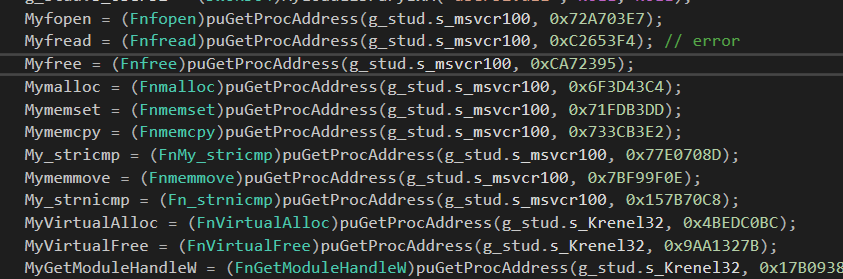 Myfopen = (Fnfopen)puGetProcAddress(g_stud.s_msvcr100, 0x72A703E7);
Myfread = (Fnfread)puGetProcAddress(g_stud.s_msvcr100, 0xC2653F4); // error
Myfree = (Fnfree)puGetProcAddress(g_stud.s_msvcr100, 0xCA72395);
Mymalloc = (Fnmalloc)puGetProcAddress(g_stud.s_msvcr100, 0x6F3D43C4);
Mymemset = (Fnmemset)puGetProcAddress(g_stud.s_msvcr100, 0x71FDB3DD);
Mymemcpy = (Fnmemcpy)puGetProcAddress(g_stud.s_msvcr100, 0x733CB3E2);
My_stricmp = (FnMy_stricmp)puGetProcAddress(g_stud.s_msvcr100, 0x77E0708D);
Mymemmove = (Fnmemmove)puGetProcAddress(g_stud.s_msvcr100, 0x7BF99F0E);
My_strnicmp = (Fn_strnicmp)puGetProcAddress(g_stud.s_msvcr100, 0x157B70C8);
MyVirtualAlloc = (FnVirtualAlloc)puGetProcAddress(g_stud.s_Krenel32, 0x4BEDC0BC);
MyVirtualFree = (FnVirtualFree)puGetProcAddress(g_stud.s_Krenel32, 0x9AA1327B);
MyGetModuleHandleW = (FnGetModuleHandleW)puGetProcAddress(g_stud.s_Krenel32, 0x17B0938